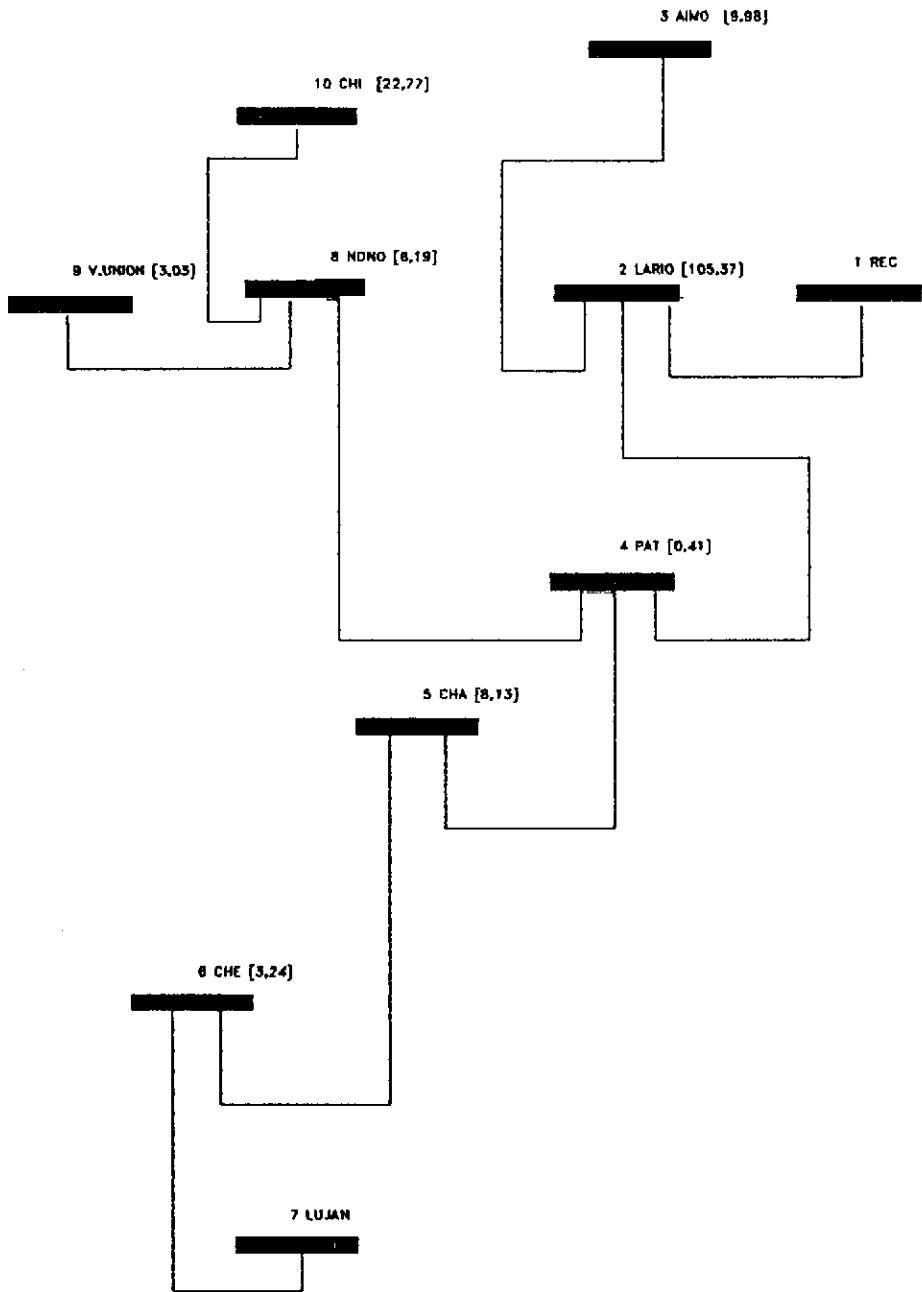 3 AIMO [9,98]
10 CHI [22,77]
8 NONO [6,19]
9 V.UNION [3,03]
2 LARIO [105,37]
1 REC
4 PAT [0,41]
5 CHA [8,13]
6 CHE [3,24]
7 LUJAN